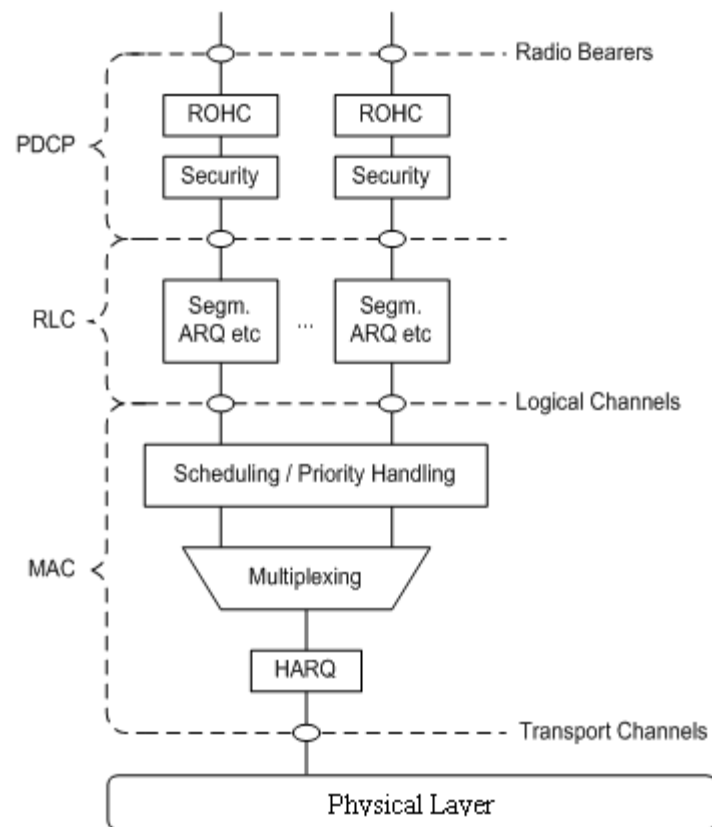 Radio Bearers
ROHC ROHC
PDCP
Security Security
Segm. Segm.
RLC
ARQ etc ... ARQ etc
Logical Channels
Scheduling / Priority Handling
MAC
Multiplexing
HARQ
Transport Channels
Physical Layer